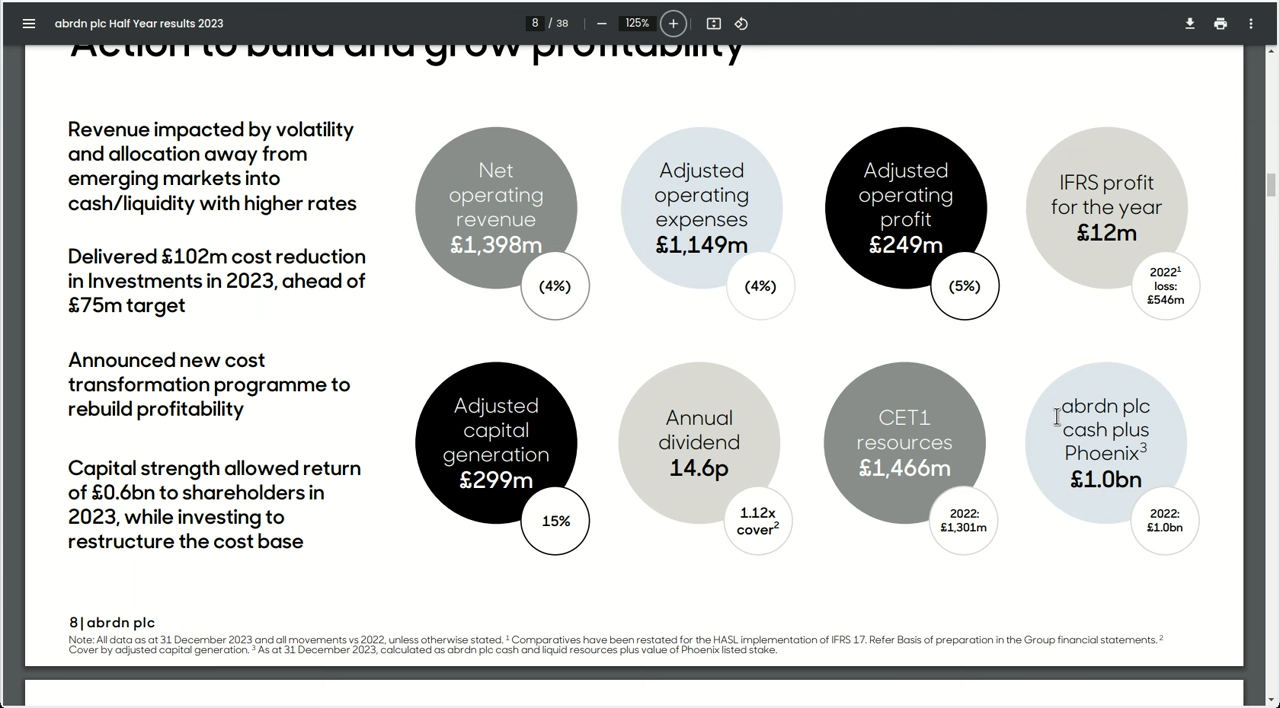 abrdn plc Half Year results 2023
8 / 38
125%
Action to build and grow profitability
Revenue impacted by volatility
and allocation away from
emerging markets into
cash/liquidity with higher rates
Delivered £102m cost reduction
in Investments in 2023, ahead of
£75m target
Announced new cost
transformation programme to
rebuild profitability
Capital strength allowed return
of £0.6bn to shareholders in
2023, while investing to
restructure the cost base
Net
operating
revenue
£1,398m
(4%)
Adjusted
operating
expenses
£1,149m
(4%)
Adjusted
operating
profit
£249m
(5%)
IFRS profit
for the year
£12m
2022¹
loss:
£546m
Adjusted
capital
generation
£299m
15%
Annual
dividend
14.6p
1.12x
cover²
CET1
resources
£1,466m
2022:
£1,301m
abrdn plc
cash plus
Phoenix³
£1.0bn
2022:
£1.0bn
8| abrdn plc
Note: All data as at 31 December 2023 and all movements vs 2022, unless otherwise stated. ¹ Comparatives have been restated for the HASL implementation of IFRS 17. Refer Basis of preparation in the Group financial statements. ²
Cover by adjusted capital generation. ³ As at 31 December 2023, calculated as abrdn plc cash and liquid resources plus value of Phoenix listed stake.